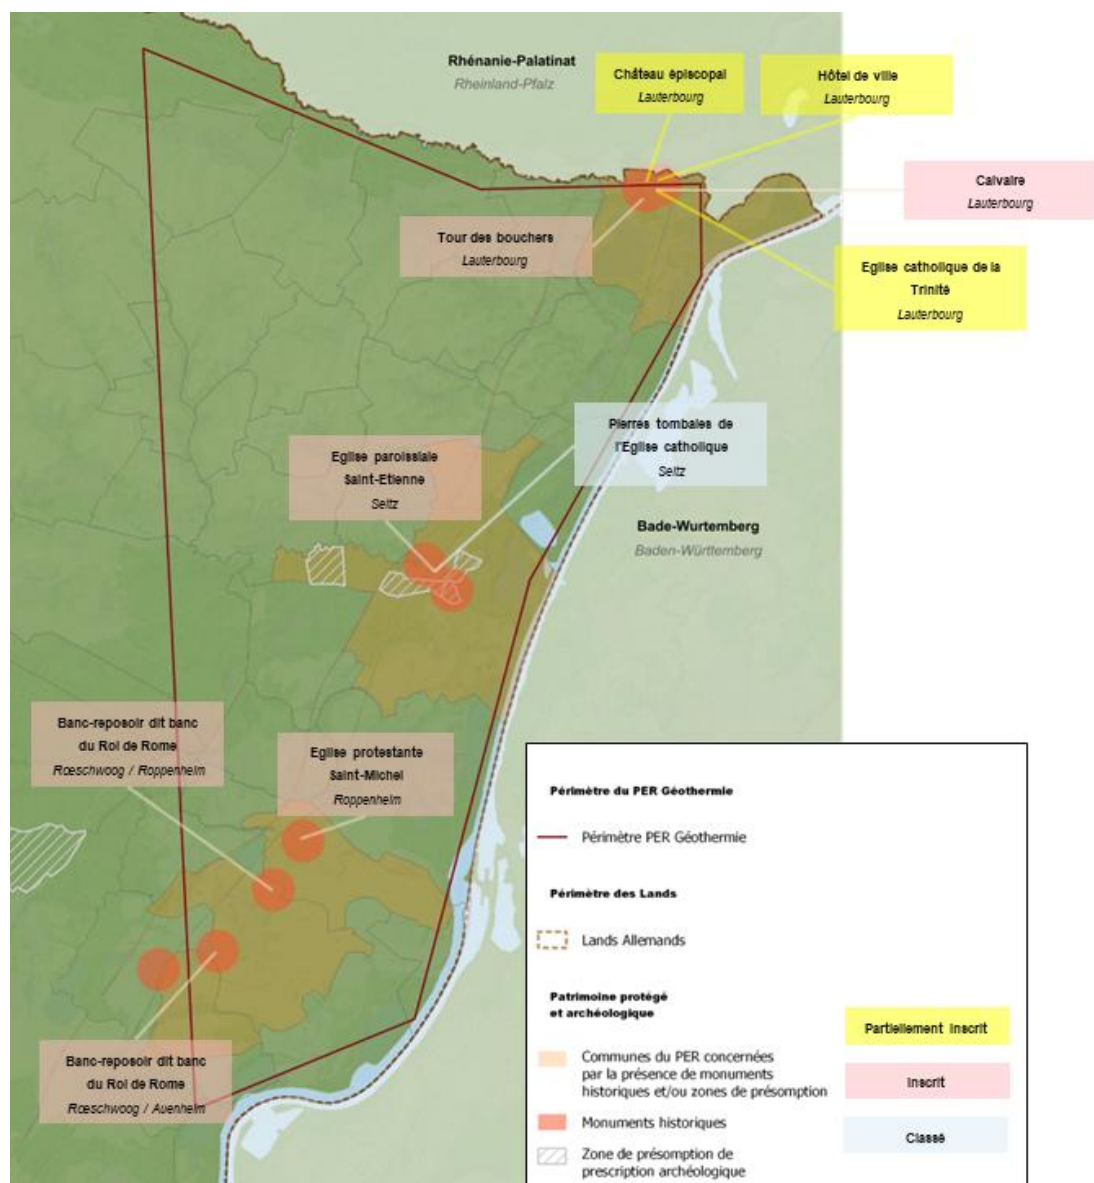 Rhénanie-Palatinat
Rheinland-Pfalz
Château épiscopal
Lauterbourg
Hôtel de ville
Lauterbourg
Calvaire
Lauterbourg
Tour des bouchers
Lauterbourg
Eglise catholique de la
Trinité
Lauterbourg
Pierres tombales de
l'Eglise catholique
Seltz
Eglise paroissiale
Saint-Etienne
Seltz
Bade-Wurtemberg
Baden-Württemberg
Banc-reposoir dit banc
du Roi de Rome
Rœschwoog / Roppenheim
Eglise protestante
Saint-Michel
Roppenheim
Banc-reposoir dit banc
du Roi de Rome
Rœschwoog / Auenheim
Périmètre du PER Géothermie
Périmètre PER Géothermie
Périmètre des Lands
Lands Allemands
Patrimoine protégé
et archéologique
Communes du PER concernées
par la présence de monuments
historiques et/ou zones de présomption
Monuments historiques
Zone de présomption de
prescription archéologique
Partiellement inscrit
Inscrit
Classé